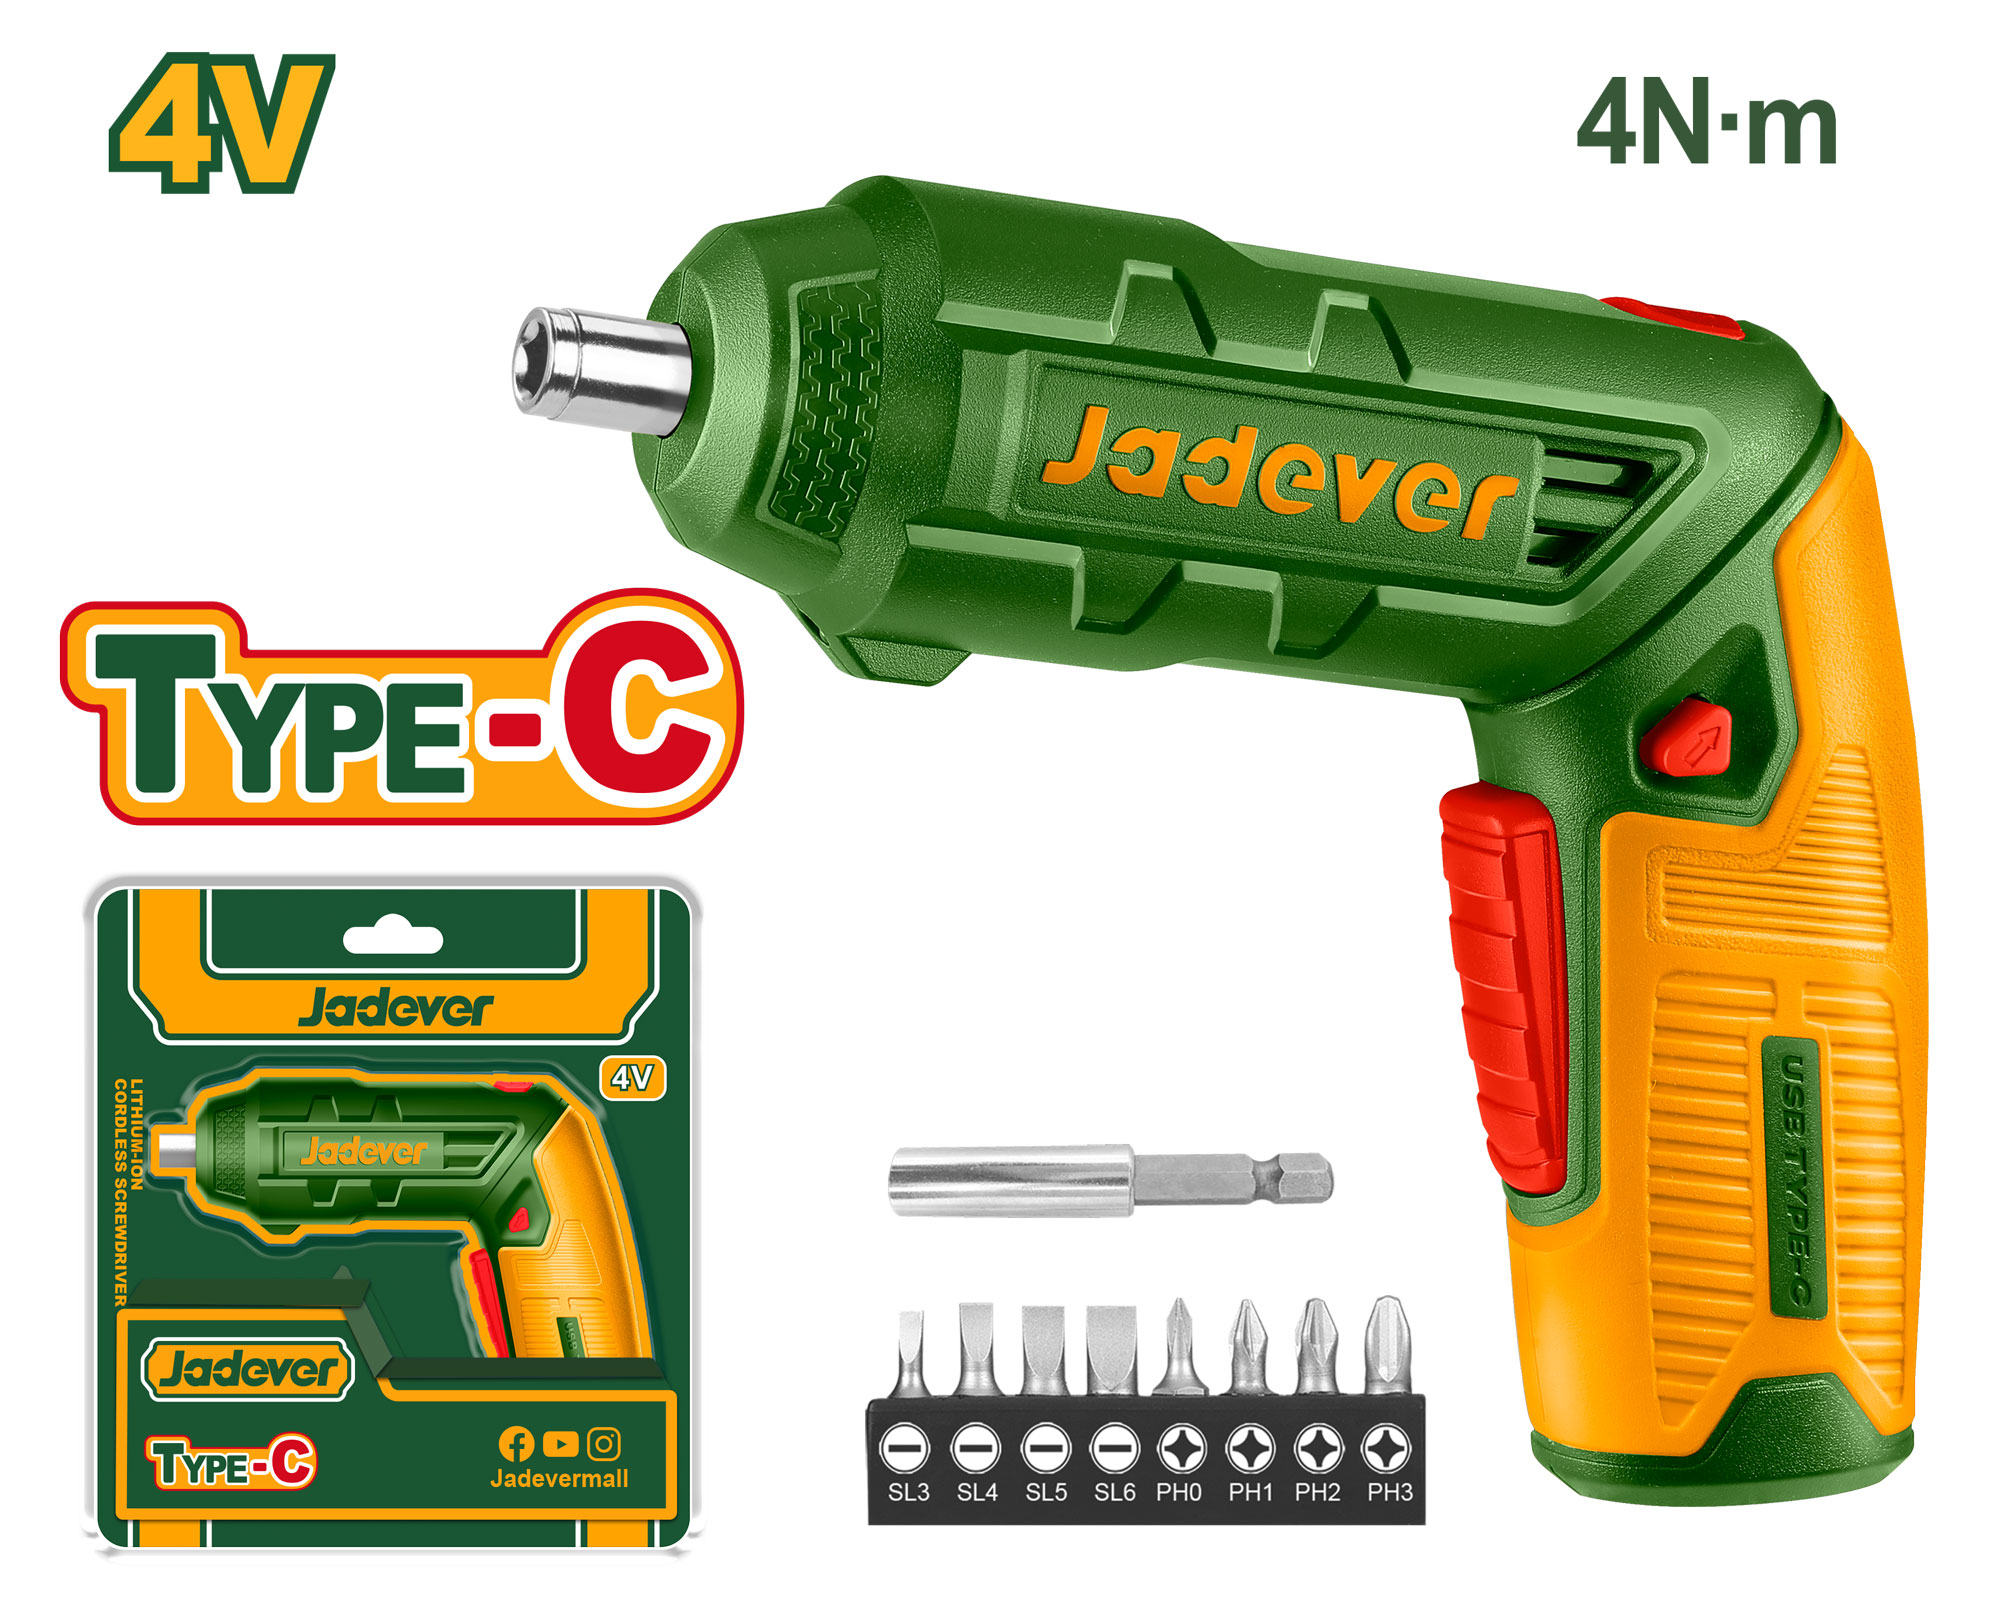 4V
4N·m
Jadever
TYPE-C
USB TYPE-C
Jadever
4V
LITHIUM-ION
CORDLESS SCREWDRIVER
Jadever
USB
Jadever
TYPE-C
Jadevermall
SL3 SL4 SL5 SL6 PH0 PH1 PH2 PH3